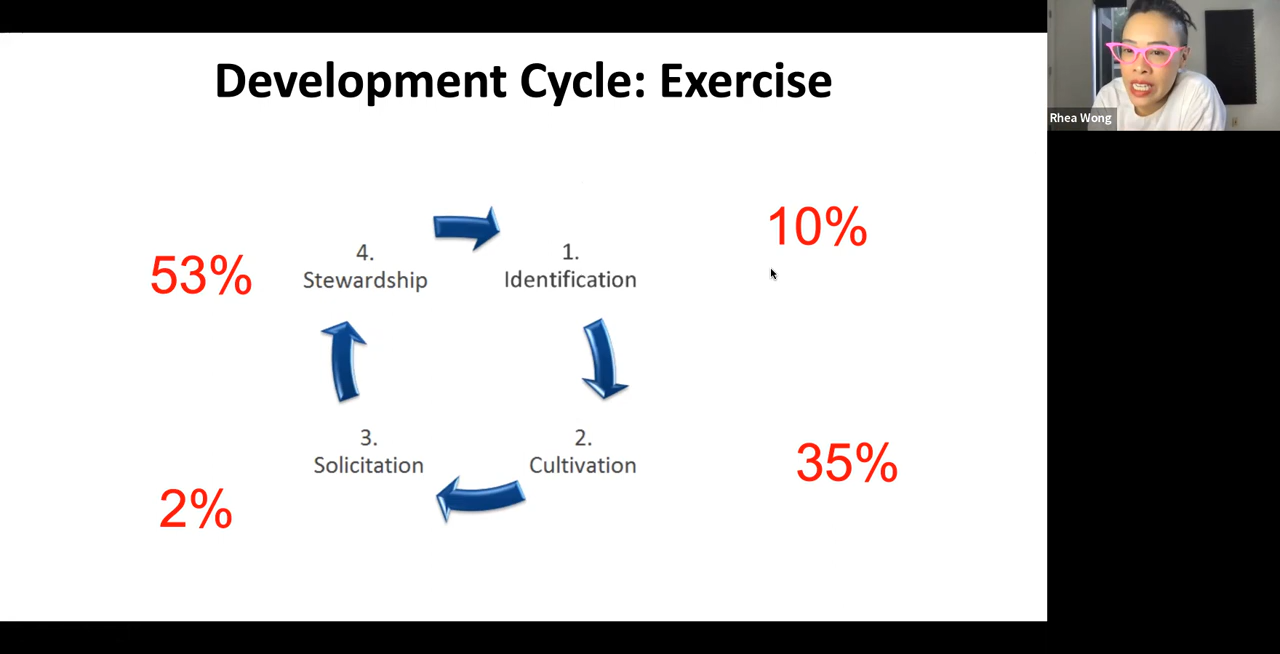 Development Cycle: Exercise
Rhea Wong
10%
53%
4.
Stewardship
1.
Identification
3.
Solicitation
2.
Cultivation
35%
2%